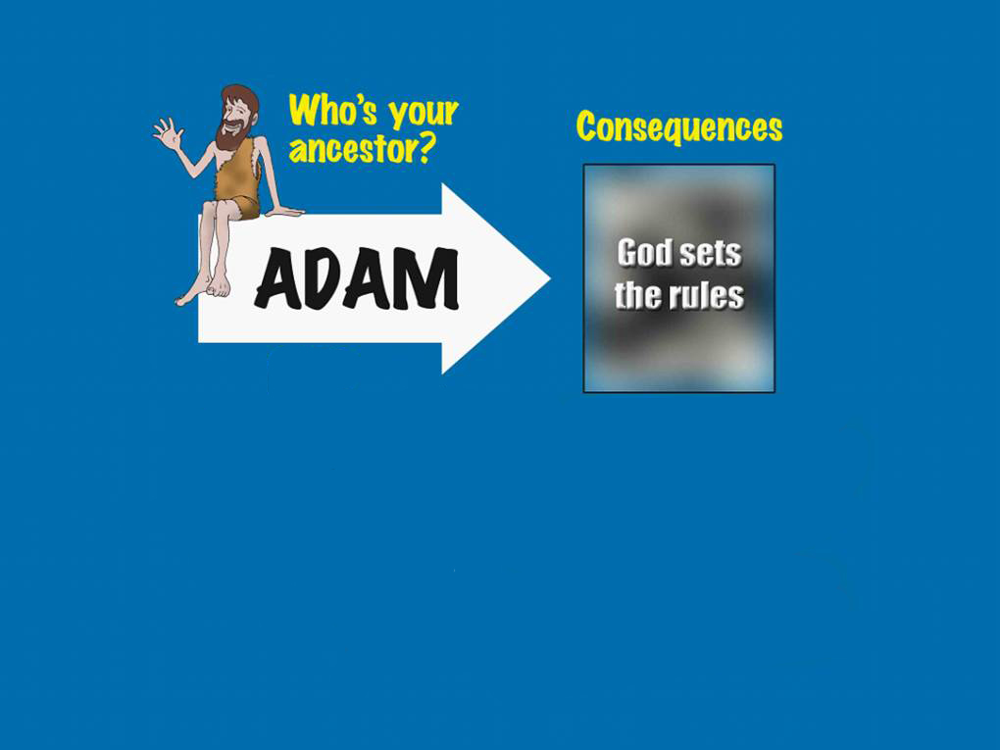 Who's your
ancestor?
Consequences
ADAM
God sets
the rules